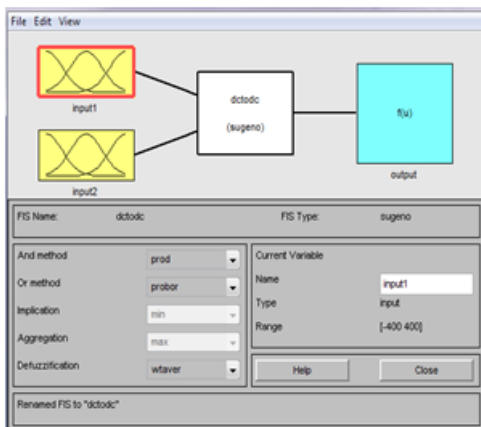 File Edit View
input1
input2
dctodc
(sugeno)
f(u)
output
FIS Name: dctodc FIS Type: sugeno
And method prod
Or method probor
Implication min
Aggregation max
Defuzzification wtaver
Current Variable
Name input1
Type input
Range [-400 400]
Help Close
Renamed FIS to "dctodc"